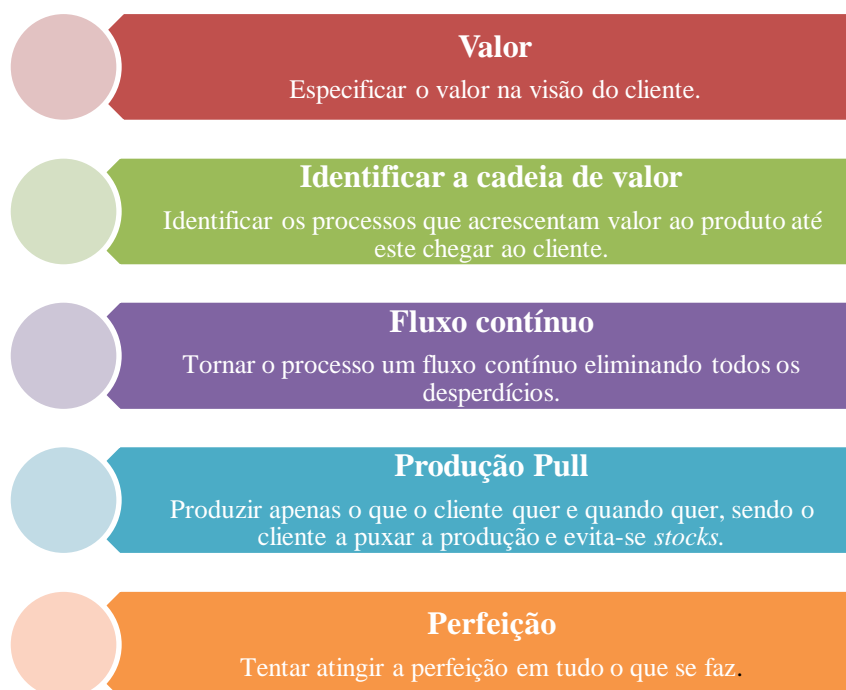 Valor
Especificar o valor na visão do cliente.
Identificar a cadeia de valor
Identificar os processos que acrescentam valor ao produto até
este chegar ao cliente.
Fluxo contínuo
Tornar o processo um fluxo contínuo eliminando todos os
desperdícios.
Produção Pull
Produzir apenas o que o cliente quer e quando quer, sendo o
cliente a puxar a produção e evita-se stocks.
Perfeição
Tentar atingir a perfeição em tudo o que se faz.